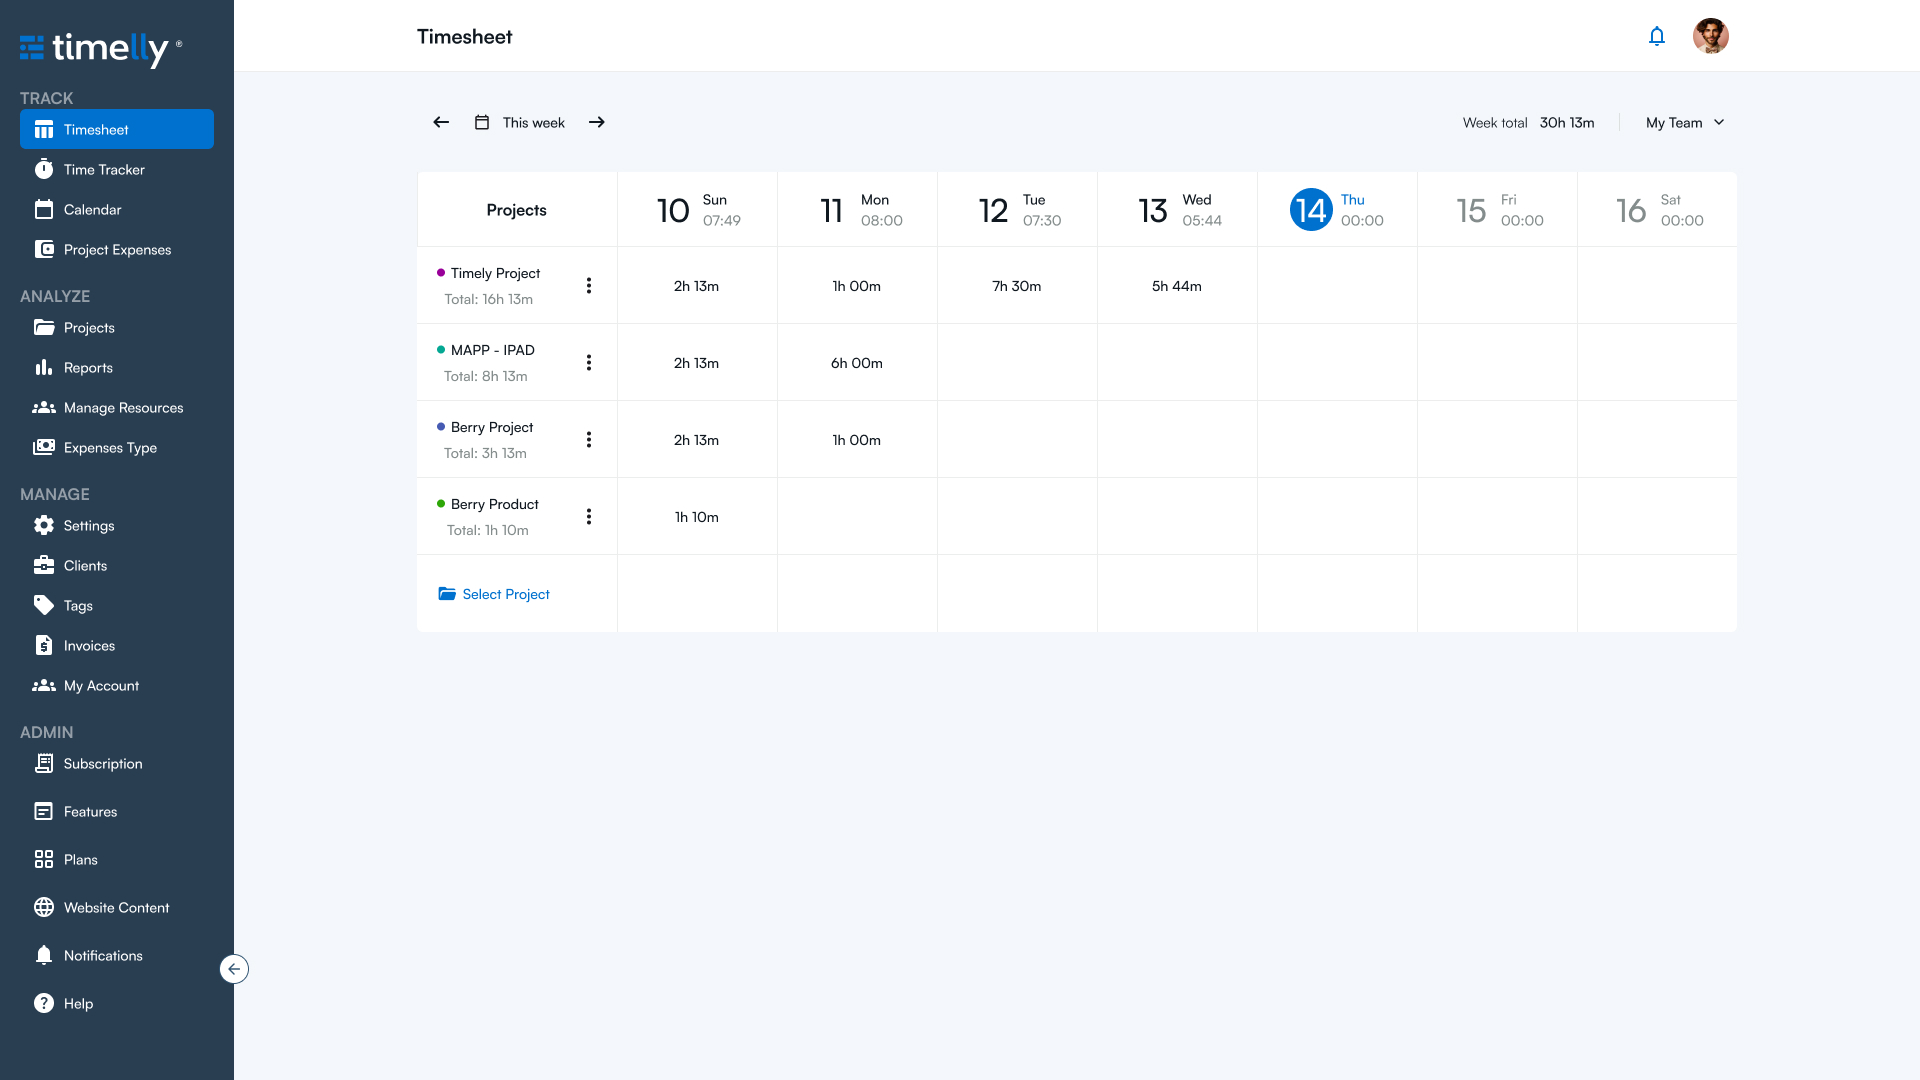 timelly ®
TRACK
Timesheet
Time Tracker
Calendar
Project Expenses
ANALYZE
Projects
Reports
Manage Resources
Expenses Type
MANAGE
Settings
Clients
Tags
Invoices
My Account
ADMIN
Subscription
Features
Plans
Website Content
Notifications
Help
Timesheet
This week
Week total 30h 13m
My Team
Projects
10 Sun 07:49
11 Mon 08:00
12 Tue 07:30
13 Wed 05:44
14 Thu 00:00
15 Fri 00:00
16 Sat 00:00
Timely Project
Total: 16h 13m
2h 13m
1h 00m
7h 30m
5h 44m
MAPP - IPAD
Total: 8h 13m
2h 13m
6h 00m
Berry Project
Total: 3h 13m
2h 13m
1h 00m
Berry Product
Total: 1h 10m
1h 10m
Select Project